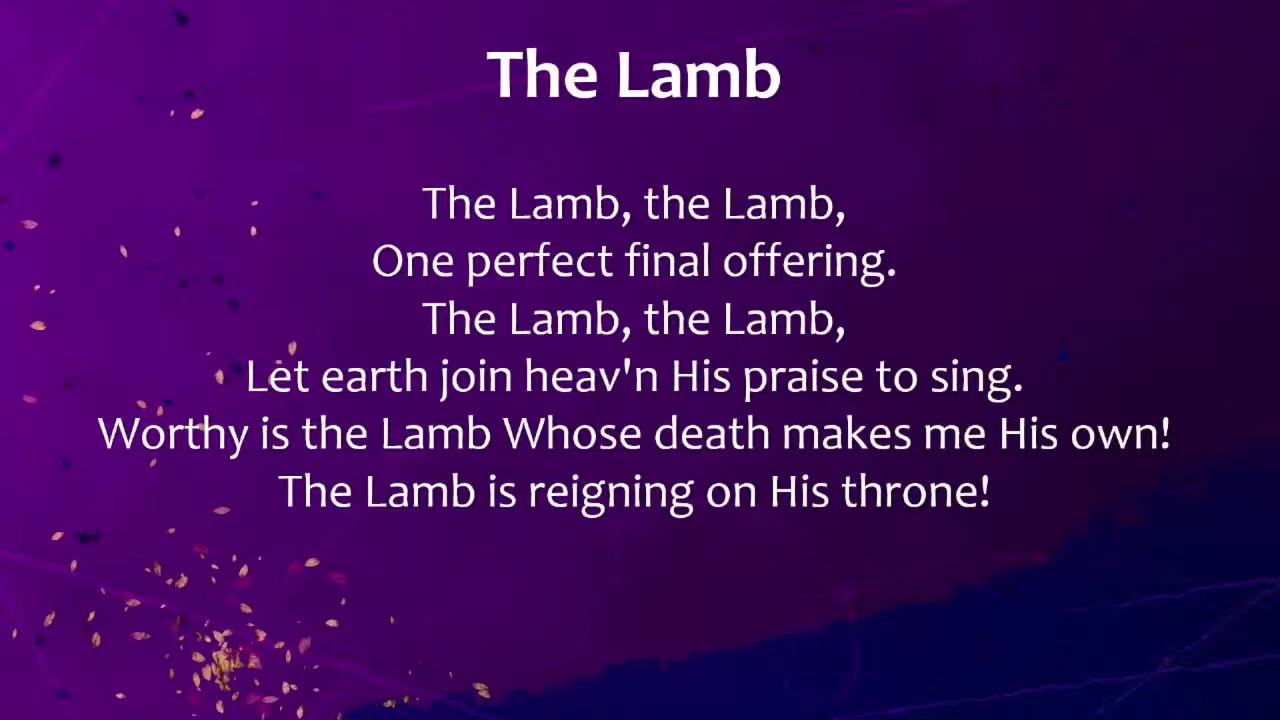 The Lamb
The Lamb, the Lamb,
One perfect final offering.
The Lamb, the Lamb,
Let earth join heav'n His praise to sing.
Worthy is the Lamb Whose death makes me His own!
The Lamb is reigning on His throne!